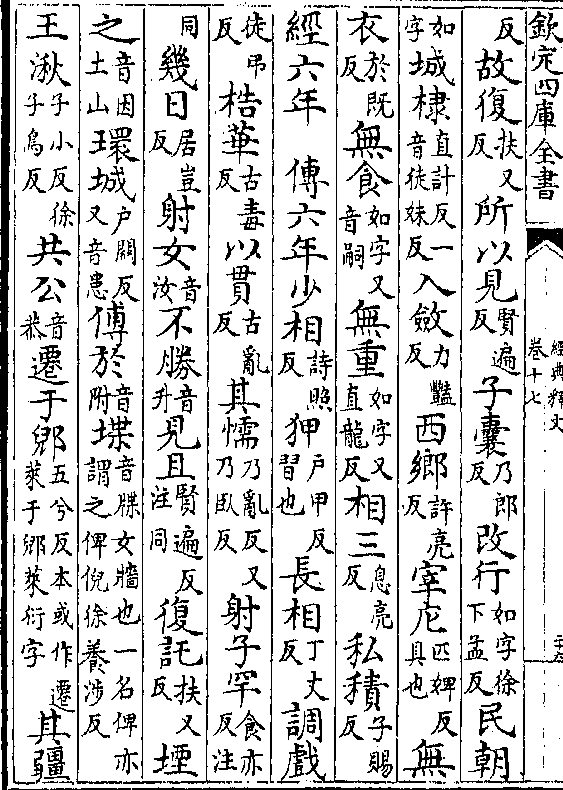 欽定四庫全書
經典釋文
卷十七
反故復扶又反所以見賢遍反子囊乃郎反改行如字徐下孟反民朝
如字城棣直計反一音徒妹反入斂力豔反西鄉許亮反宰庀匹婢反具也無
衣於既反無食如字又音嗣無重如字又直龍反相三息亮反私積子賜反
經六年　傳六年少相詩照反狎户甲反習也長相丁丈反調戲
徒弔反梏華古毒反以貫古亂反其懦乃亂反又乃臥反射子罕食亦反注
同幾日居豈反射女音汝不勝音升見且賢遍反注同復託扶又反堙
之音因土山環城户關反又音患傅於音附堞音牒女牆也一名俾亦謂之俾倪徐養涉反
王湫子小反徐子鳥反共公音恭遷于郳五兮反本或作遷萊于郳萊衍字其疆